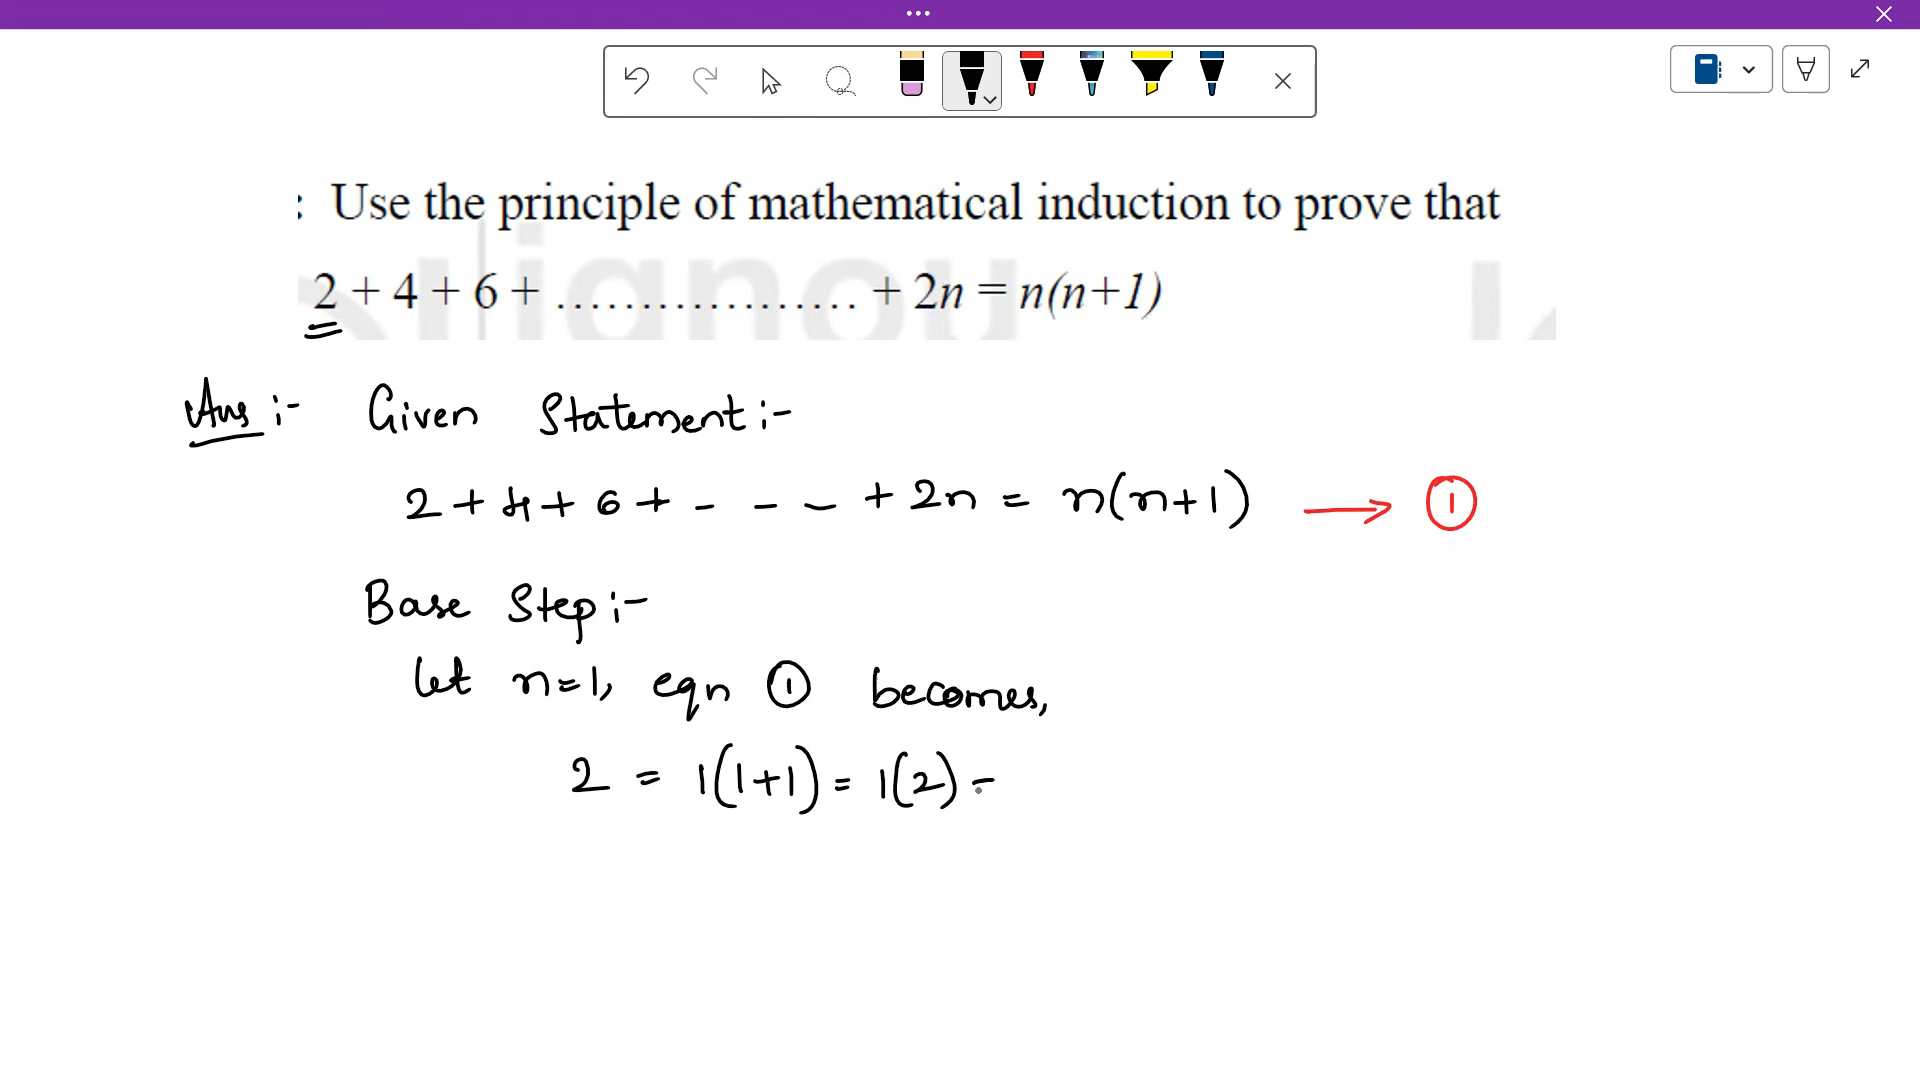 : Use the principle of mathematical induction to prove that
2 + 4 + 6 + .................. + 2n = n(n+1)
Ans :- Given Statement :-
2 + 4 + 6 + - - - + 2n = n(n+1) → ①
Base Step :-
let n=1, eqn ① becomes,
2 = 1(1+1) = 1(2) =